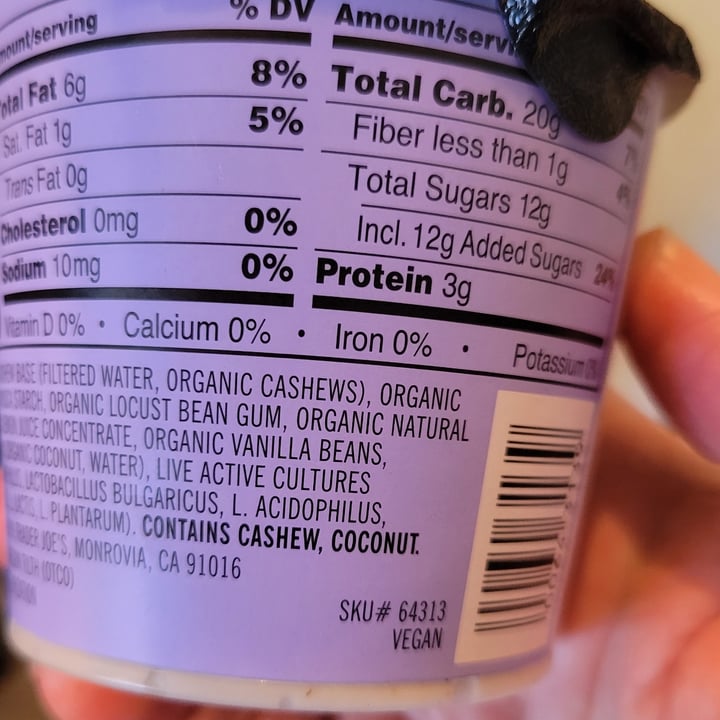 % DV Amount/servi
mount/serving
otal Fat 6g 8%
Sat. Fat 1g 5%
Trans Fat 0g
Cholesterol 0mg 0%
Sodium 10mg 0%
Total Carb. 20g
Fiber less than 1g
Total Sugars 12g
Incl. 12g Added Sugars 24%
Protein 3g
Vitamin D 0% • Calcium 0% • Iron 0% • Potassium
BASE (FILTERED WATER, ORGANIC CASHEWS), ORGANIC
STARCH, ORGANIC LOCUST BEAN GUM, ORGANIC NATURAL
JUICE CONCENTRATE, ORGANIC VANILLA BEANS,
COCONUT, WATER), LIVE ACTIVE CULTURES
LACTOBACILLUS BULGARICUS, L. ACIDOPHILUS,
L. PLANTARUM). CONTAINS CASHEW, COCONUT.
JOE'S, MONROVIA, CA 91016
(OTCO)
SKU# 64313
VEGAN